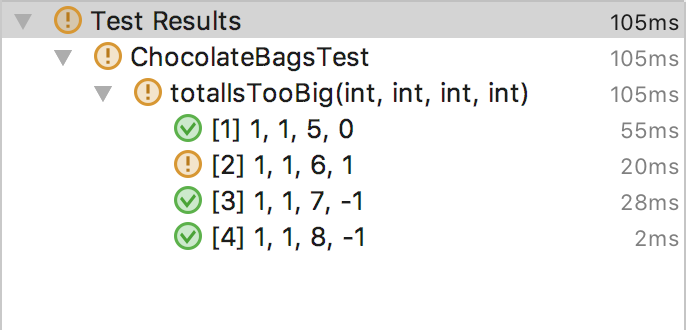 Test Results 105ms
ChocolateBagsTest 105ms
totalIsTooBig(int, int, int, int) 105ms
[1] 1, 1, 5, 0 55ms
[2] 1, 1, 6, 1 20ms
[3] 1, 1, 7, -1 28ms
[4] 1, 1, 8, -1 2ms